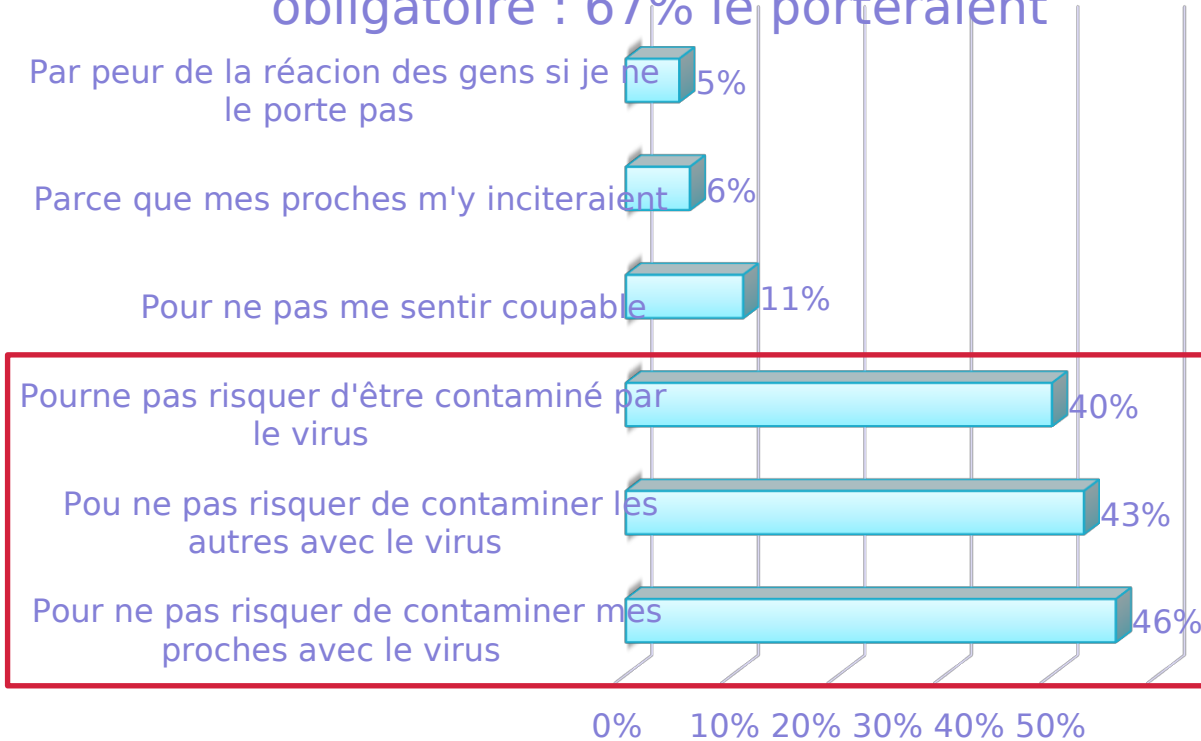 obligatoire : 67% le porteraient
Par peur de la réacion des gens si je ne
le porte pas
5%
Parce que mes proches m'y inciteraient
6%
Pour ne pas me sentir coupable
11%
Pourne pas risquer d'être contaminé par
le virus
40%
Pou ne pas risquer de contaminer les
autres avec le virus
43%
Pour ne pas risquer de contaminer mes
proches avec le virus
46%
0% 10% 20% 30% 40% 50%